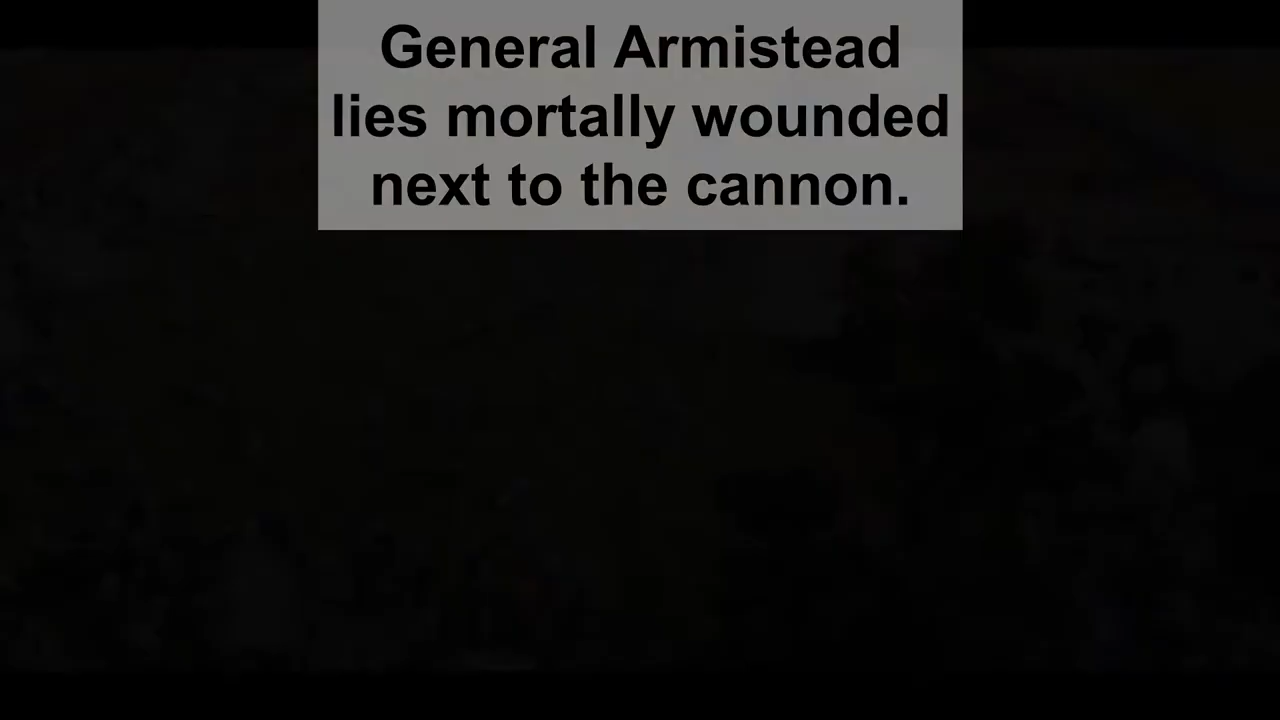 General Armistead
lies mortally wounded
next to the cannon.